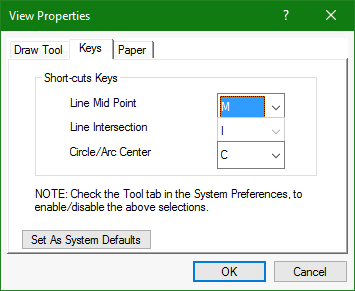 View Properties ?
Draw Tool Keys Paper
Short-cuts Keys
Line Mid Point M
Line Intersection I
Circle/Arc Center C
NOTE: Check the Tool tab in the System Preferences, to
enable/disable the above selections.
Set As System Defaults
OK Cancel